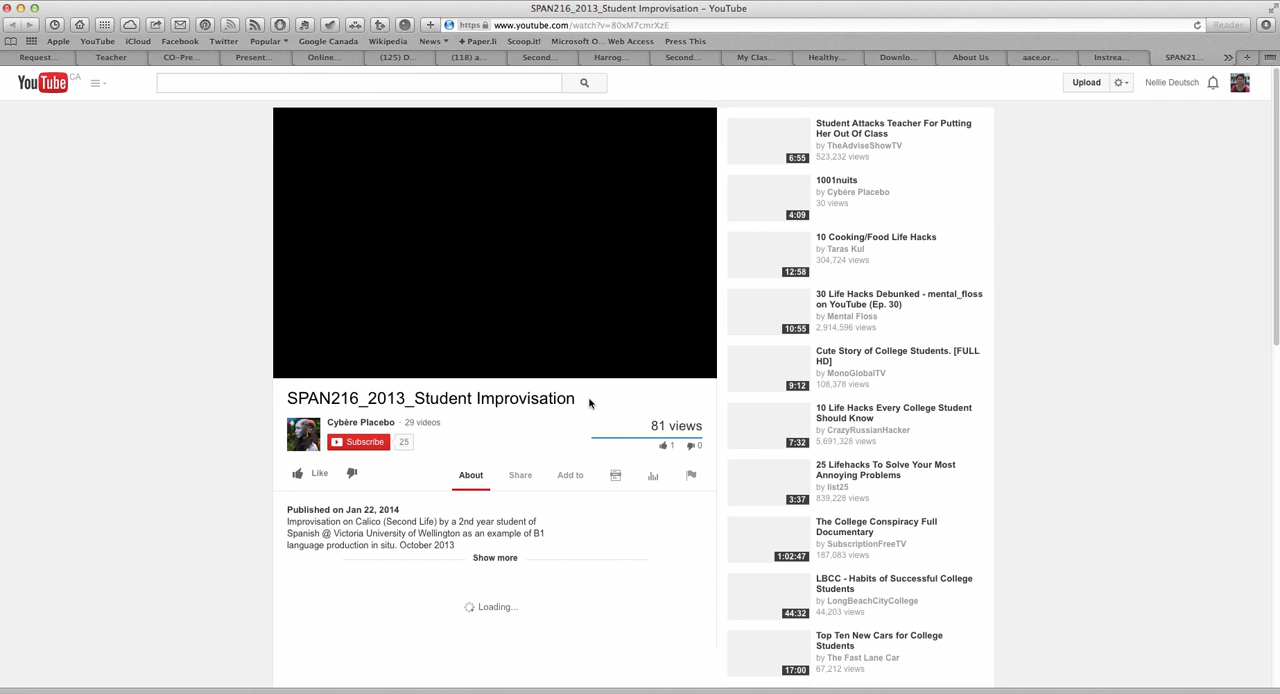 SPAN216_2013_Student Improvisation – YouTube
https www.youtube.com/watch?v=80xM7cmrXzE
Reader
Apple YouTube iCloud Facebook Twitter Popular Google Canada Wikipedia News + Paper.li Scoop.it! Microsoft O... Web Access Press This
Request... Teacher CO-Pre... Present... Online... (125) D... (118) a... Second... Harrog... Second... My Clas... Healthy... Downlo... About Us aace.or... Instrea... SPAN21...
YouTube CA
Upload
Nellie Deutsch
Student Attacks Teacher For Putting
Her Out Of Class
by TheAdviseShowTV
523,232 views
6:55
1001nuits
by Cybère Placebo
30 views
4:09
10 Cooking/Food Life Hacks
by Taras Kul
304,724 views
12:58
30 Life Hacks Debunked - mental_floss
on YouTube (Ep. 30)
by Mental Floss
2,914,596 views
10:55
Cute Story of College Students. [FULL
HD]
by MonoGlobalTV
108,378 views
9:12
10 Life Hacks Every College Student
Should Know
by CrazyRussianHacker
5,691,328 views
7:32
25 Lifehacks To Solve Your Most
Annoying Problems
by list25
839,228 views
3:37
The College Conspiracy Full
Documentary
by SubscriptionFreeTV
187,083 views
1:02:47
LBCC - Habits of Successful College
Students
by LongBeachCityCollege
44,203 views
44:32
Top Ten New Cars for College
Students
by The Fast Lane Car
67,212 views
17:00
SPAN216_2013_Student Improvisation
Cybère Placebo · 29 videos
Subscribe 25
81 views
1 0
Like
About Share Add to
Published on Jan 22, 2014
Improvisation on Calico (Second Life) by a 2nd year student of
Spanish @ Victoria University of Wellington as an example of B1
language production in situ. October 2013
Show more
Loading...